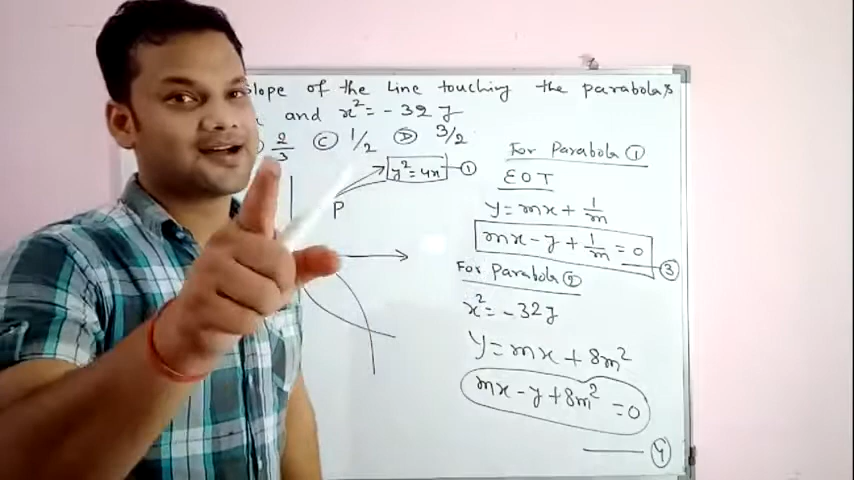 Slope of the Line touching the parabolas
and x² = -32y
2/3 Ⓒ 1/2 Ⓓ 3/2
y² = 4x ①
P
For Parabola ①
EOT
y = mx + 1/m
mx - y + 1/m = 0
③
For Parabola ②
x² = -32y
y = mx + 8m²
mx - y + 8m² = 0
④